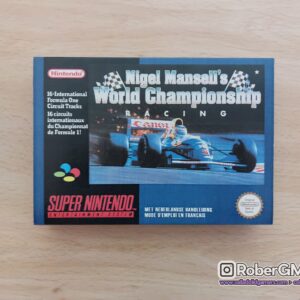 Nintendo
Nigel Mansell's
World Championship
RACING
16-International
Formula One
Circuit Tracks
16 circuits
internationaux
du Championnat
de Formule 1!
Canon
SUPER NINTENDO
ENTERTAINMENT SYSTEM
MET NEDERLANDSE HANDLEIDING
MODE D'EMPLOI EN FRANÇAIS
RoberGM